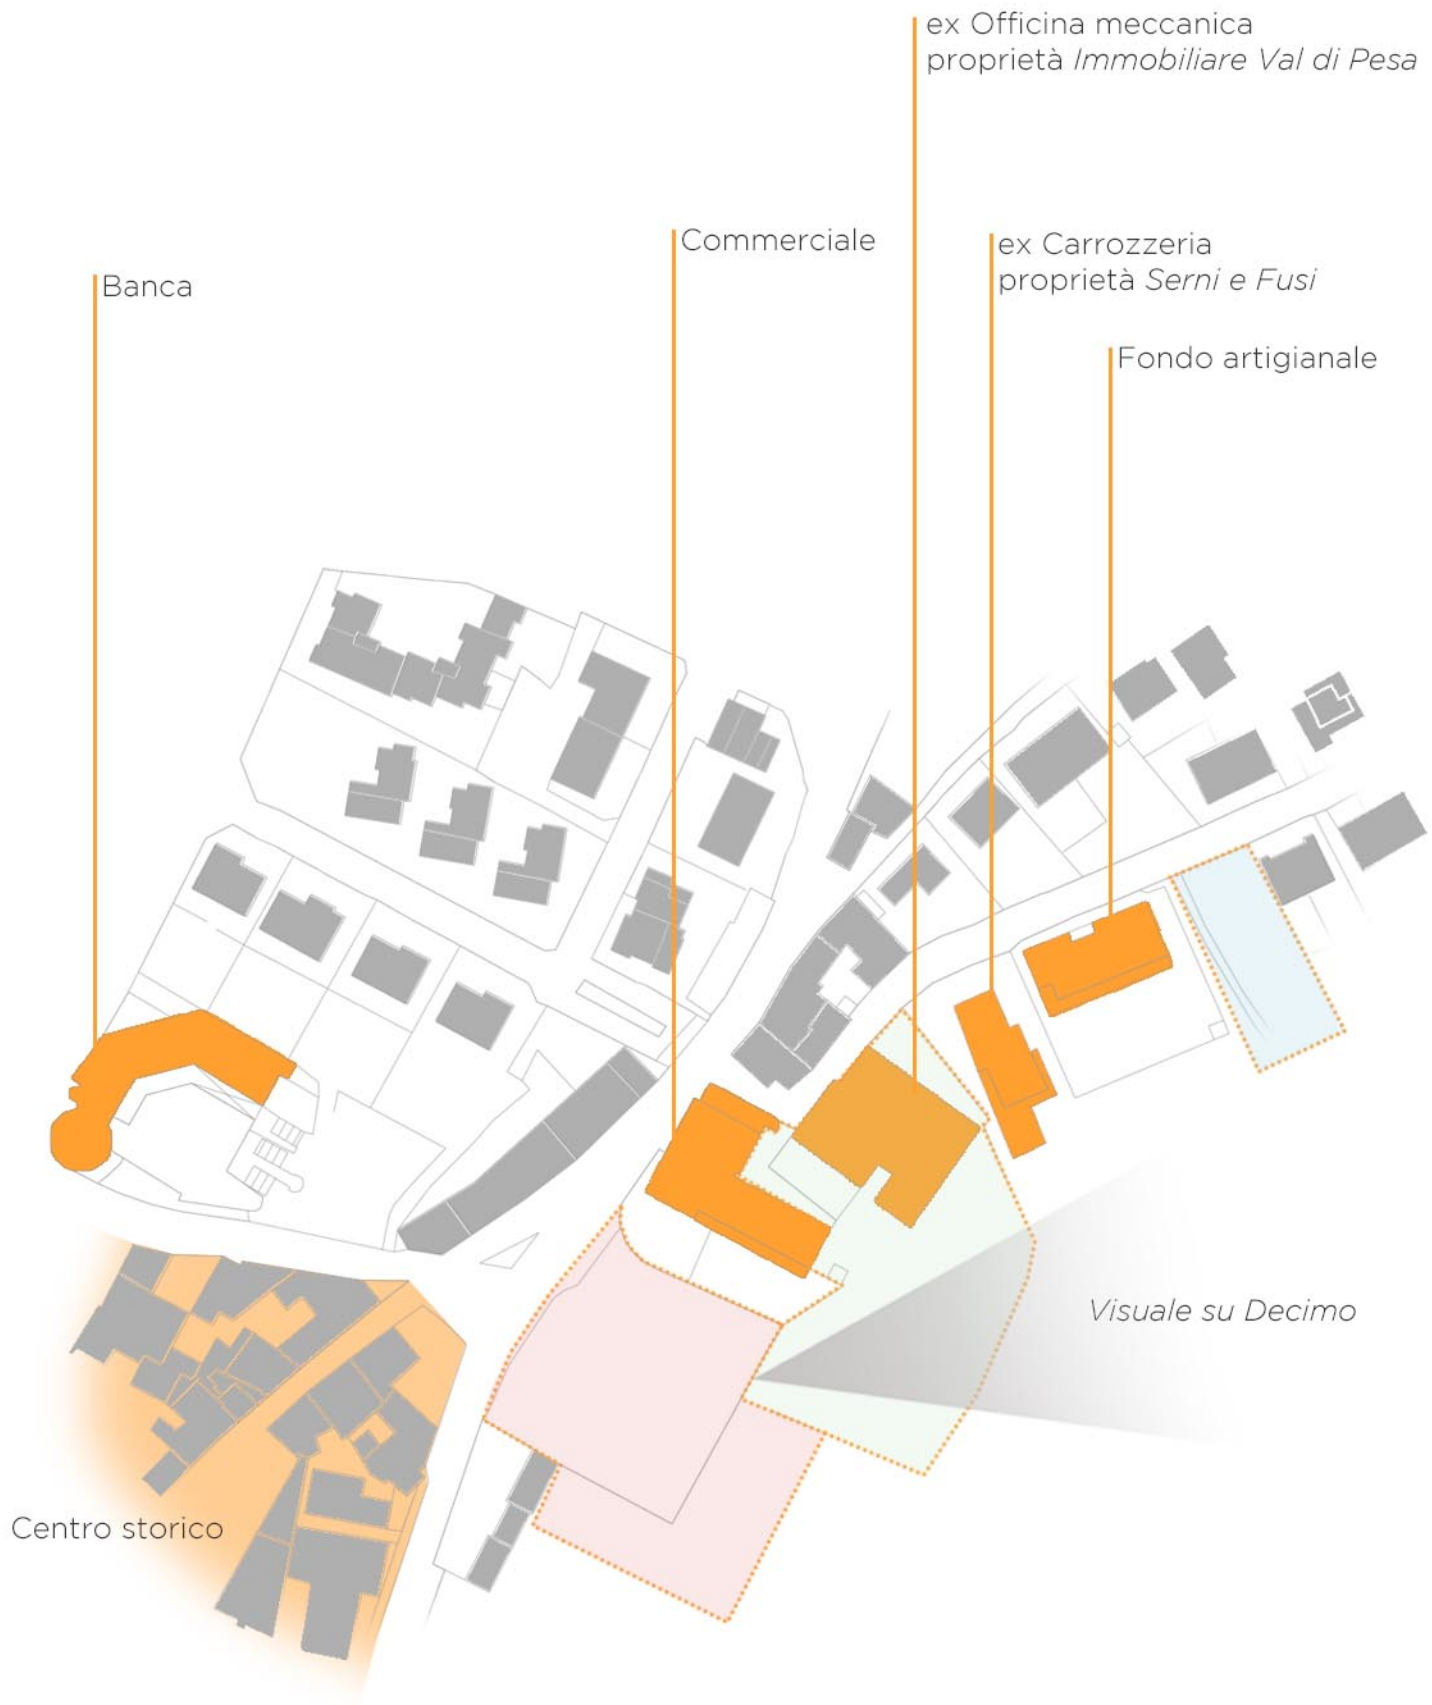 ex Officina meccanica
proprietà Immobiliare Val di Pesa
Commerciale
ex Carrozzeria
proprietà Serni e Fusi
Banca
Fondo artigianale
Visuale su Decimo
Centro storico